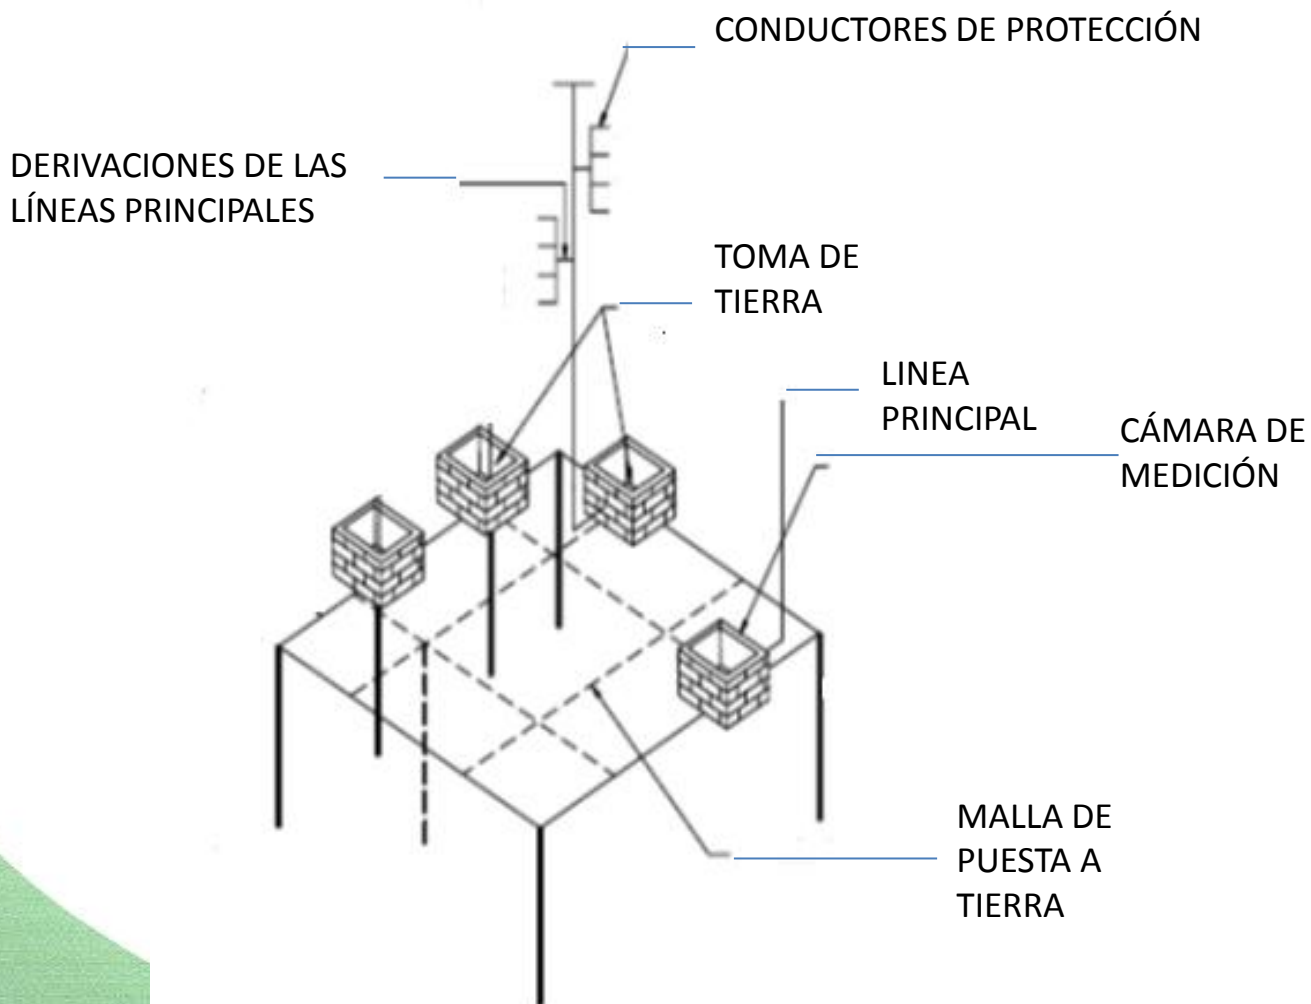 CONDUCTORES DE PROTECCIÓN
DERIVACIONES DE LAS
LÍNEAS PRINCIPALES
TOMA DE
TIERRA
LINEA
PRINCIPAL
CÁMARA DE
MEDICIÓN
MALLA DE
PUESTA A
TIERRA